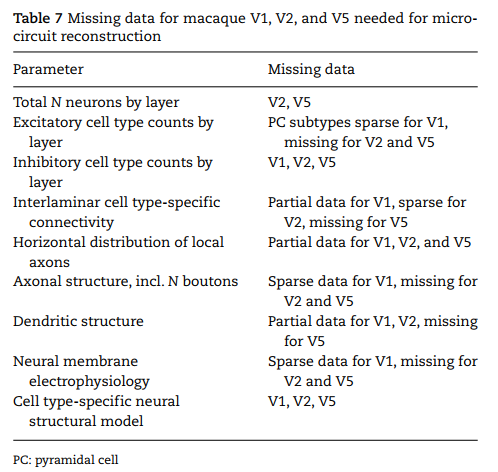 Table 7 Missing data for macaque V1, V2, and V5 needed for micro-
circuit reconstruction
Parameter Missing data
Total N neurons by layer V2, V5
Excitatory cell type counts by PC subtypes sparse for V1,
layer missing for V2 and V5
Inhibitory cell type counts by V1, V2, V5
layer
Interlaminar cell type-specific Partial data for V1, sparse for
connectivity V2, missing for V5
Horizontal distribution of local Partial data for V1, V2, and V5
axons
Axonal structure, incl. N boutons Sparse data for V1, missing for
V2 and V5
Dendritic structure Partial data for V1, V2, missing
for V5
Neural membrane Sparse data for V1, missing for
electrophysiology V2 and V5
Cell type-specific neural V1, V2, V5
structural model
PC: pyramidal cell